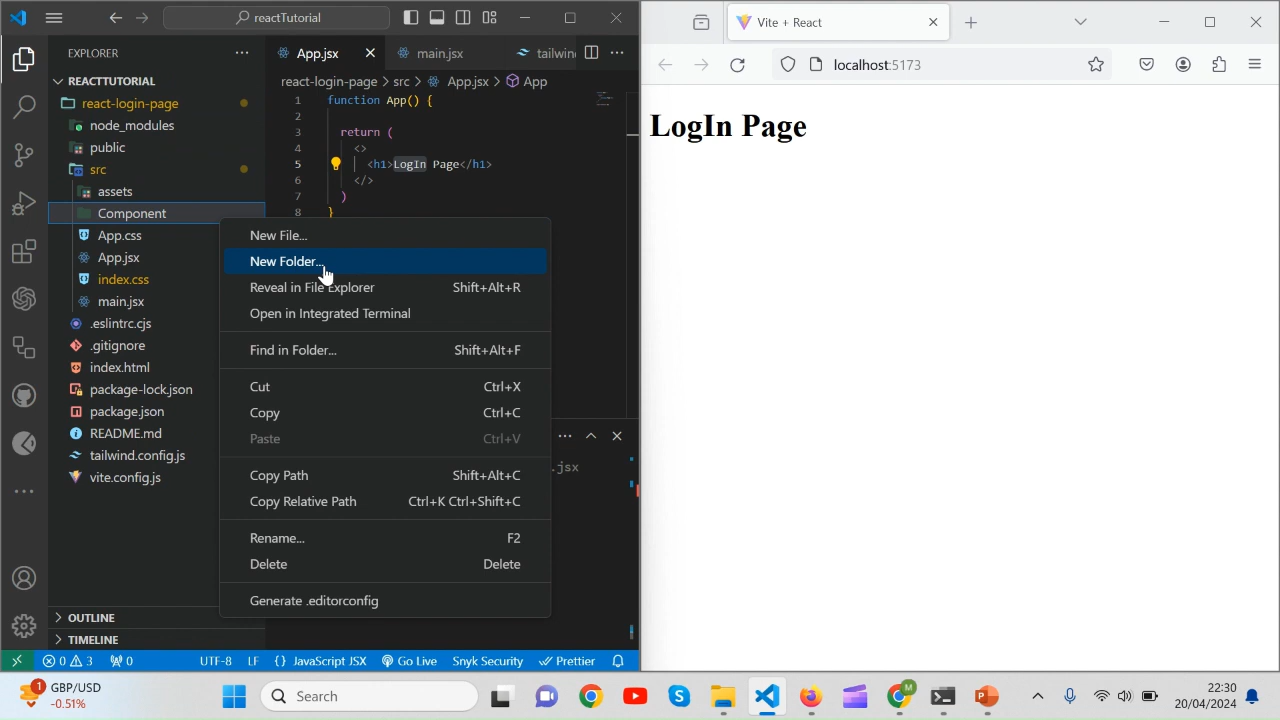 reactTutorial
EXPLORER
REACTTUTORIAL
react-login-page
node_modules
public
src
assets
Component
App.css
App.jsx
index.css
main.jsx
.eslintrc.cjs
.gitignore
index.html
package-lock.json
package.json
README.md
tailwind.config.js
vite.config.js
OUTLINE
TIMELINE
App.jsx
main.jsx
tailwin
react-login-page > src > App.jsx > App
1 function App() {
2
3 return (
4 <>
5 <h1>LogIn Page</h1>
6 </>
7 )
8 }
New File...
New Folder...
Reveal in File Explorer Shift+Alt+R
Open in Integrated Terminal
Find in Folder... Shift+Alt+F
Cut Ctrl+X
Copy Ctrl+C
Paste Ctrl+V
Copy Path Shift+Alt+C
Copy Relative Path Ctrl+K Ctrl+Shift+C
Rename... F2
Delete Delete
Generate .editorconfig
.jsx
0 3 0 UTF-8 LF {} JavaScript JSX Go Live Snyk Security Prettier
Vite + React
localhost:5173
LogIn Page
1
GBP/USD
-0.51%
Search
M
22:30
20/04/2024